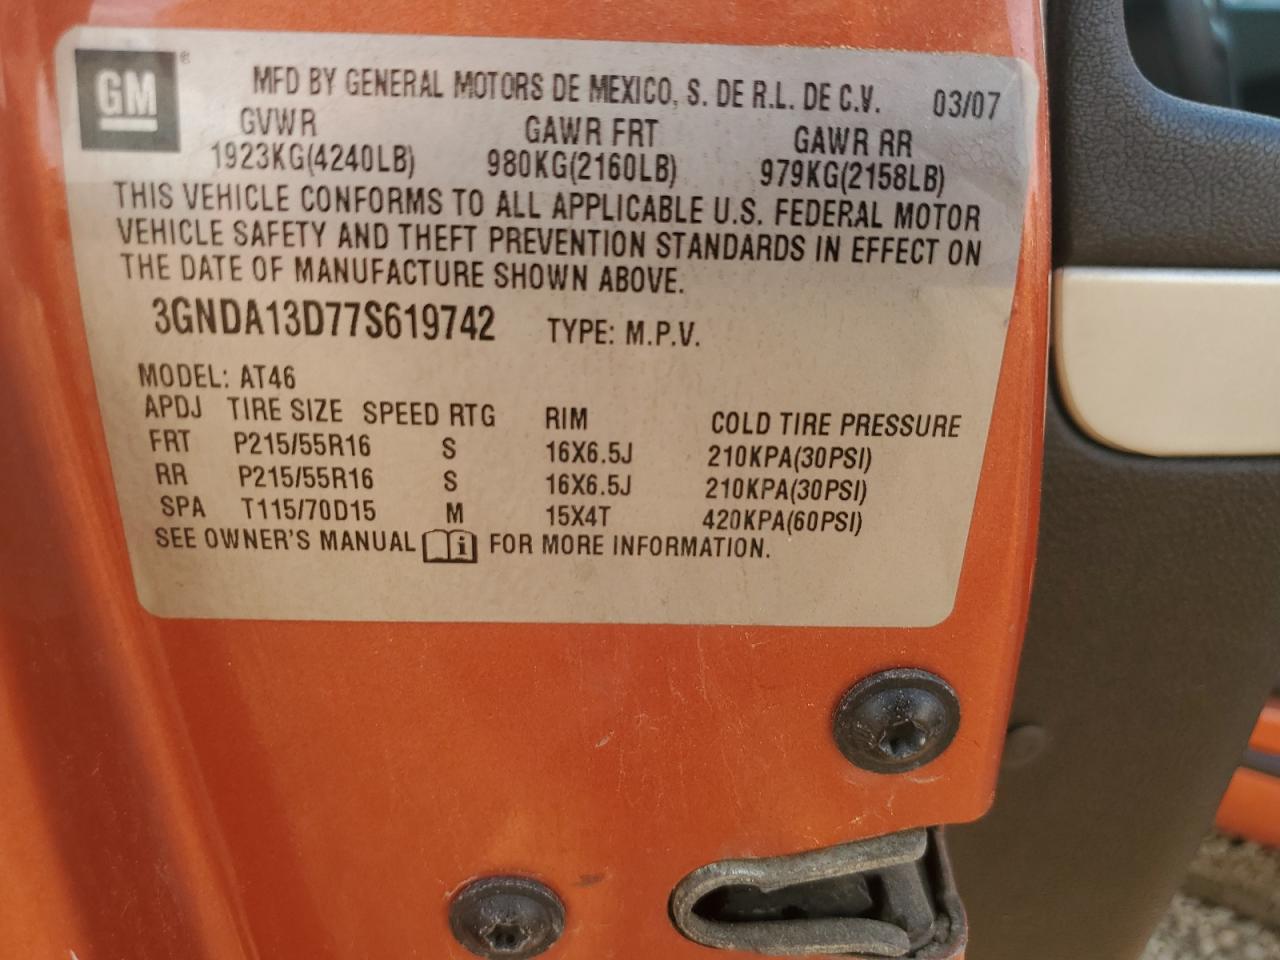 GM ®
MFD BY GENERAL MOTORS DE MEXICO, S. DE R.L. DE C.V. 03/07
GVWR GAWR FRT GAWR RR
1923KG(4240LB) 980KG(2160LB) 979KG(2158LB)
THIS VEHICLE CONFORMS TO ALL APPLICABLE U.S. FEDERAL MOTOR
VEHICLE SAFETY AND THEFT PREVENTION STANDARDS IN EFFECT ON
THE DATE OF MANUFACTURE SHOWN ABOVE.
3GNDA13D77S619742 TYPE: M.P.V.
MODEL: AT46
APDJ TIRE SIZE SPEED RTG RIM COLD TIRE PRESSURE
FRT P215/55R16 S 16X6.5J 210KPA(30PSI)
RR P215/55R16 S 16X6.5J 210KPA(30PSI)
SPA T115/70D15 M 15X4T 420KPA(60PSI)
SEE OWNER'S MANUAL i FOR MORE INFORMATION.